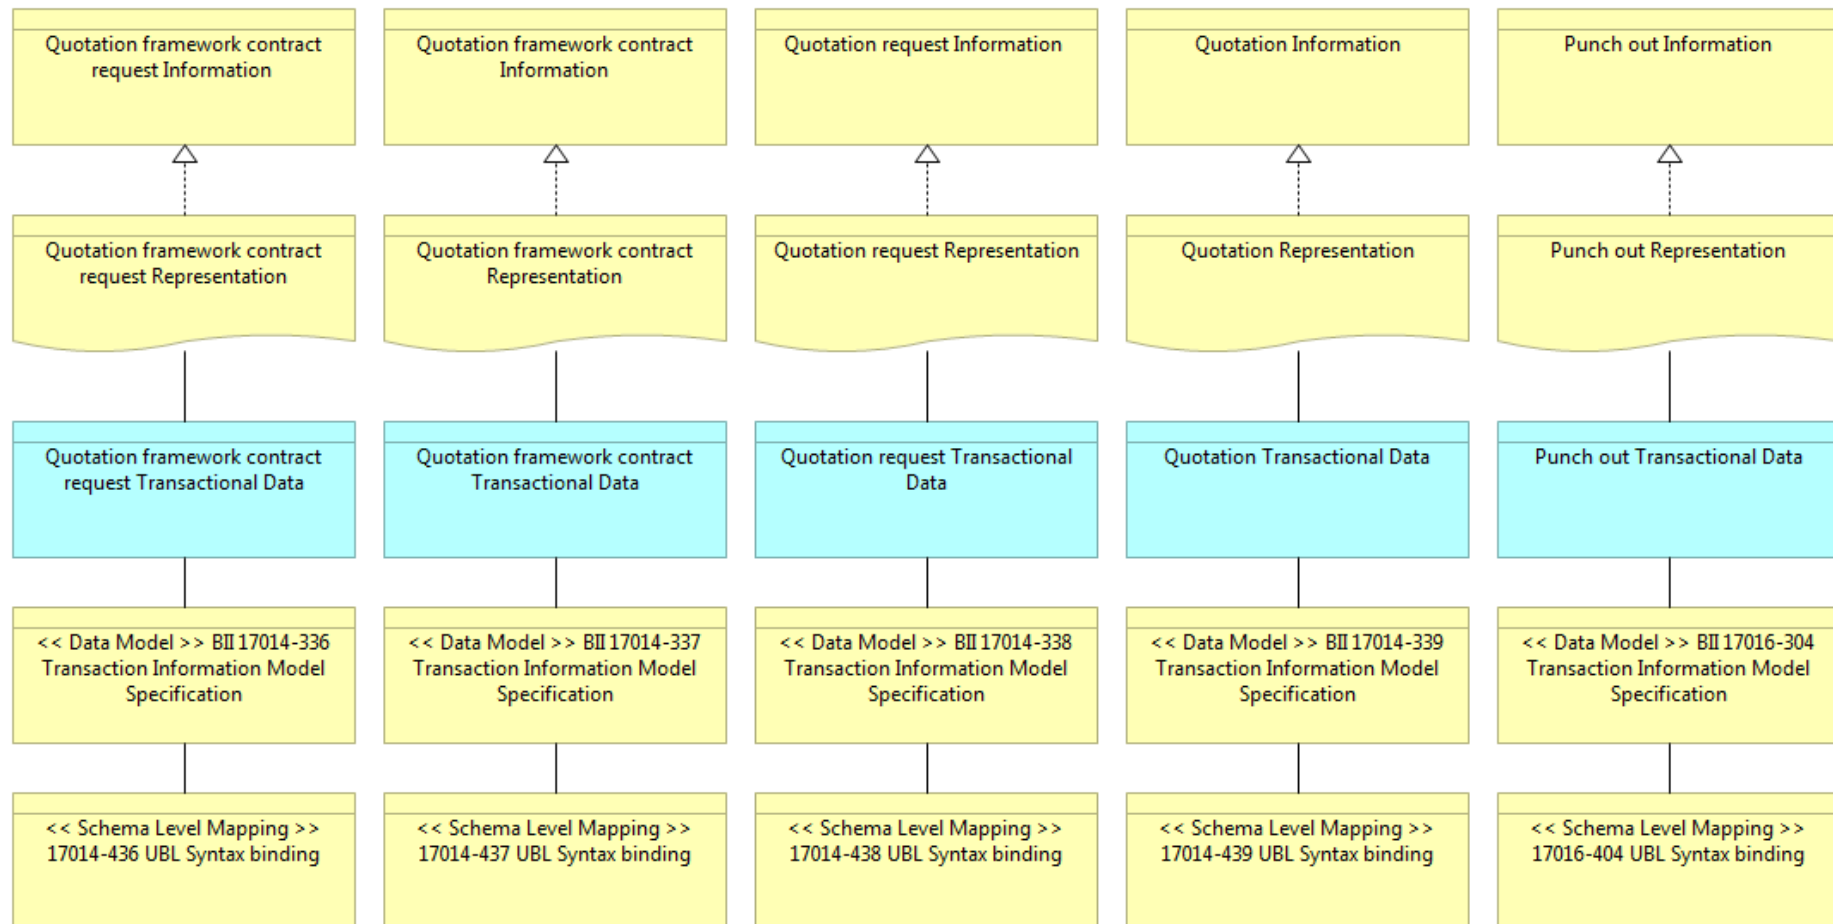 Quotation framework contract
request Information
Quotation framework contract
Information
Quotation request Information
Quotation Information
Punch out Information
Quotation framework contract
request Representation
Quotation framework contract
Representation
Quotation request Representation
Quotation Representation
Punch out Representation
Quotation framework contract
request Transactional Data
Quotation framework contract
Transactional Data
Quotation request Transactional
Data
Quotation Transactional Data
Punch out Transactional Data
<< Data Model >> BII 17014-336
Transaction Information Model
Specification
<< Data Model >> BII 17014-337
Transaction Information Model
Specification
<< Data Model >> BII 17014-338
Transaction Information Model
Specification
<< Data Model >> BII 17014-339
Transaction Information Model
Specification
<< Data Model >> BII 17016-304
Transaction Information Model
Specification
<< Schema Level Mapping >>
17014-436 UBL Syntax binding
<< Schema Level Mapping >>
17014-437 UBL Syntax binding
<< Schema Level Mapping >>
17014-438 UBL Syntax binding
<< Schema Level Mapping >>
17014-439 UBL Syntax binding
<< Schema Level Mapping >>
17016-404 UBL Syntax binding